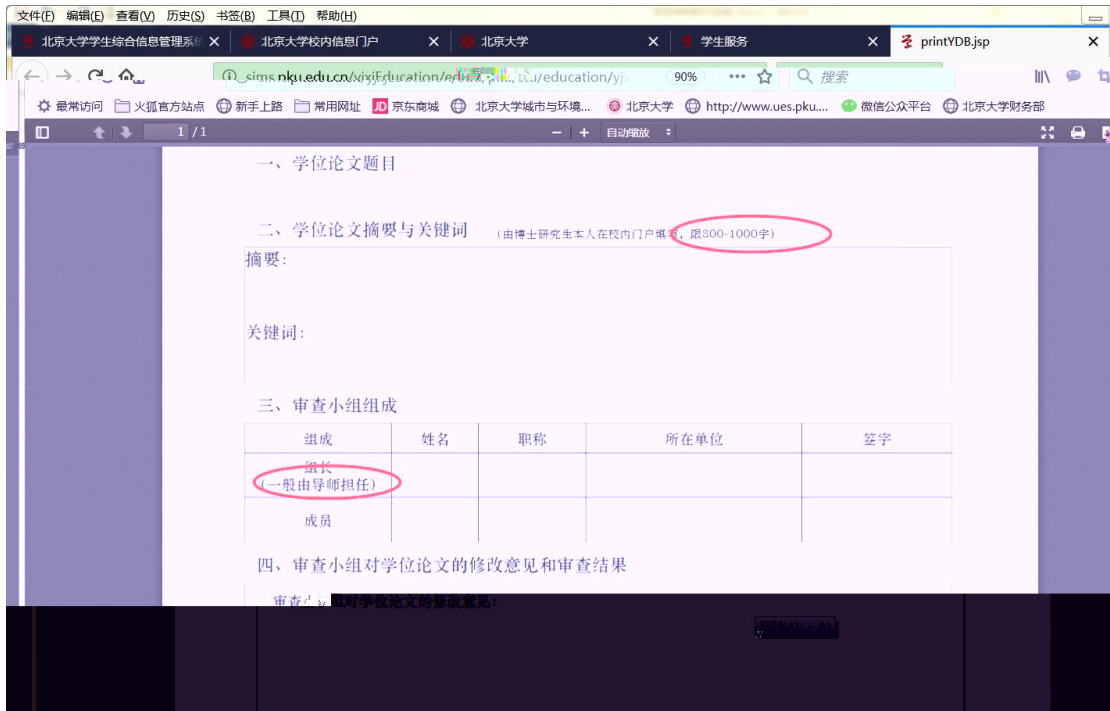 文件(F) 编辑(E) 查看(V) 历史(S) 书签(B) 工具(T) 帮助(H)
北京大学学生综合信息管理系统 北京大学校内信息门户 北京大学 学生服务 printYDB.jsp
90% 搜索
最常访问 火狐官方站点 新手上路 常用网址 JD 京东商城 北京大学城市与环境... 北京大学 http://www.ues.pku.... 微信公众平台 北京大学财务部
1 / 1 自动缩放
一、学位论文题目
二、学位论文摘要与关键词 (由博士研究生本人在校内门户填写，限800-1000字)
摘要:
关键词:
三、审查小组组成
组成 姓名 职称 所在单位 签字
组长
(一般由导师担任)
成员
四、审查小组对学位论文的修改意见和审查结果
审查小组对学位论文的修改意见: